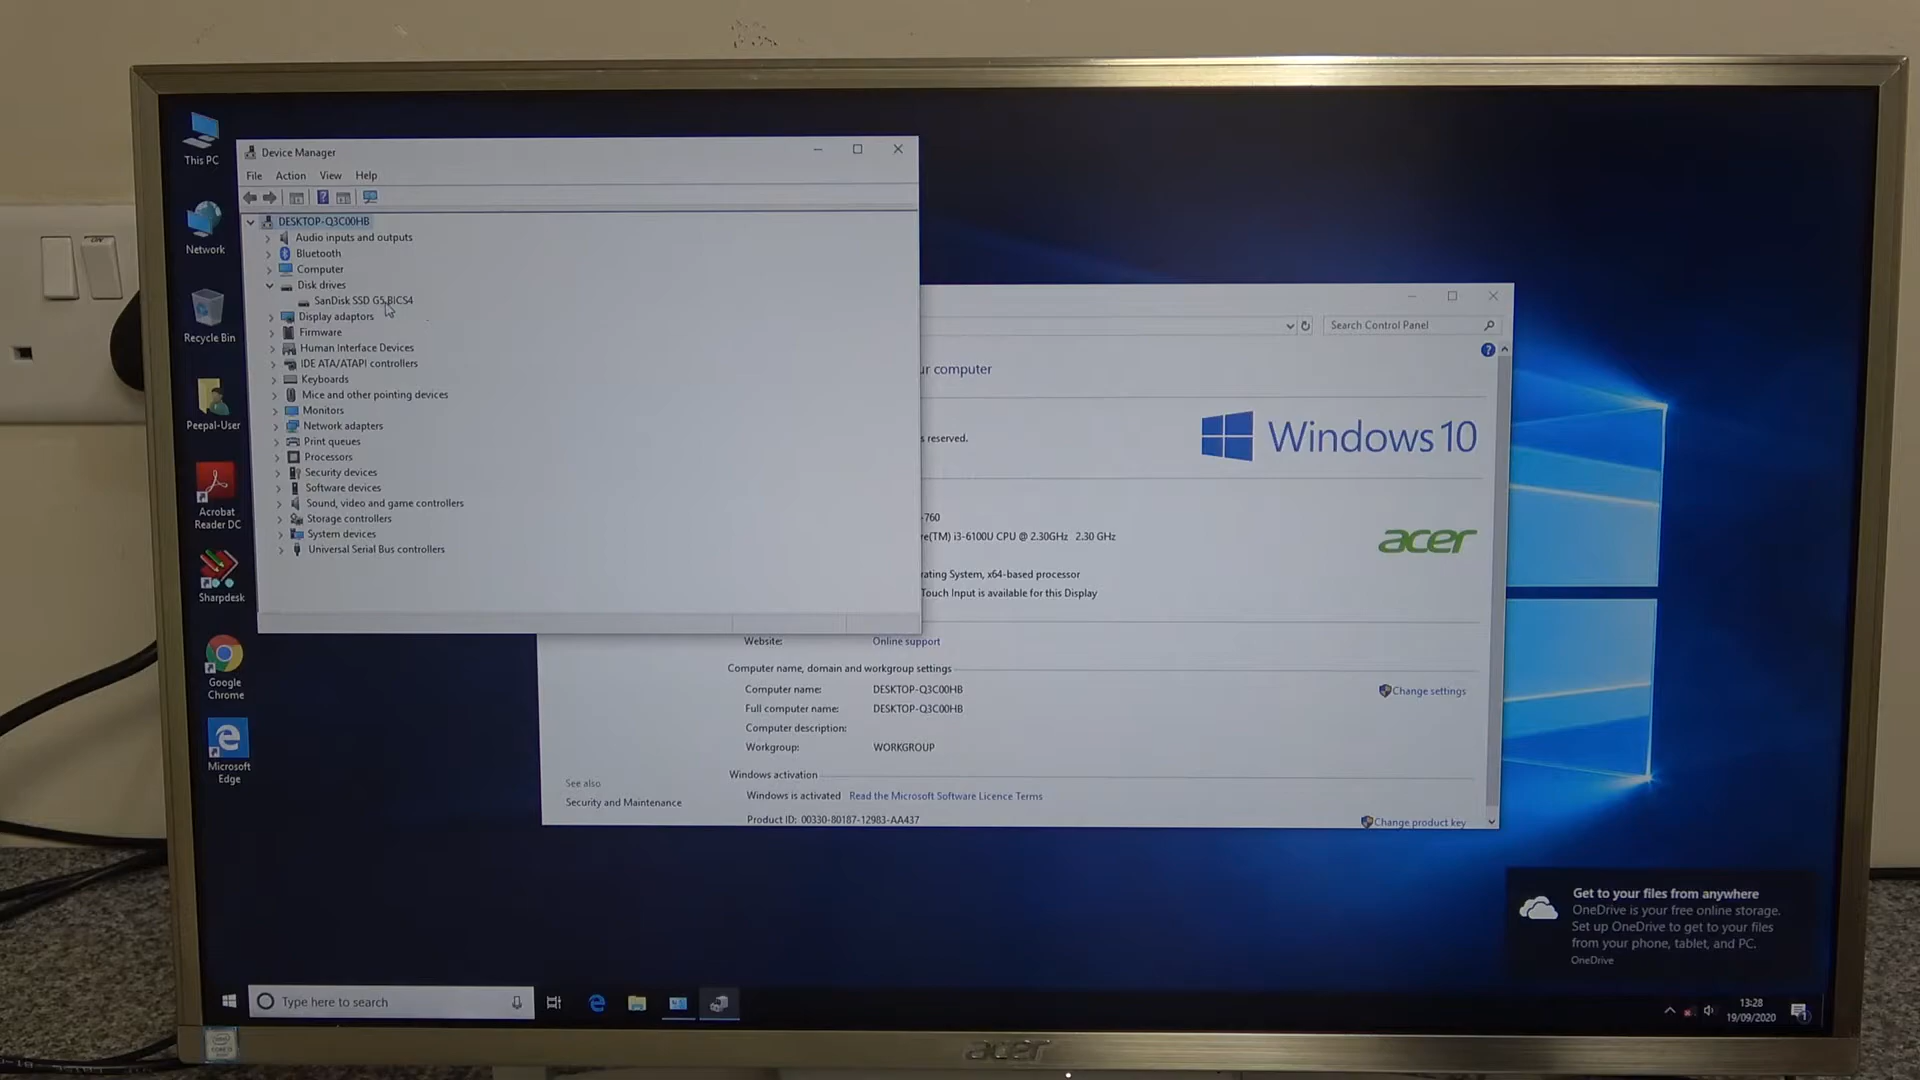 This PC
Network
Recycle Bin
Peepal-User
Acrobat
Reader DC
Sharpdesk
Google
Chrome
Microsoft
Edge
Device Manager
File Action View Help
DESKTOP-Q3C00HB
Audio inputs and outputs
Bluetooth
Computer
Disk drives
SanDisk SSD G5 BICS4
Display adaptors
Firmware
Human Interface Devices
IDE ATA/ATAPI controllers
Keyboards
Mice and other pointing devices
Monitors
Network adapters
Print queues
Processors
Security devices
Software devices
Sound, video and game controllers
Storage controllers
System devices
Universal Serial Bus controllers
Search Control Panel
ur computer
s reserved.
Windows 10
-760
re(TM) i3-6100U CPU @ 2.30GHz 2.30 GHz
acer
rating System, x64-based processor
Touch Input is available for this Display
Website: Online support
Computer name, domain and workgroup settings
Computer name: DESKTOP-Q3C00HB
Change settings
Full computer name: DESKTOP-Q3C00HB
Computer description:
Workgroup: WORKGROUP
Windows activation
Windows is activated Read the Microsoft Software Licence Terms
Product ID: 00330-80187-12983-AA437
Change product key
See also
Security and Maintenance
Get to your files from anywhere
OneDrive is your free online storage.
Set up OneDrive to get to your files
from your phone, tablet, and PC.
OneDrive
Type here to search
13:28
19/09/2020
acer